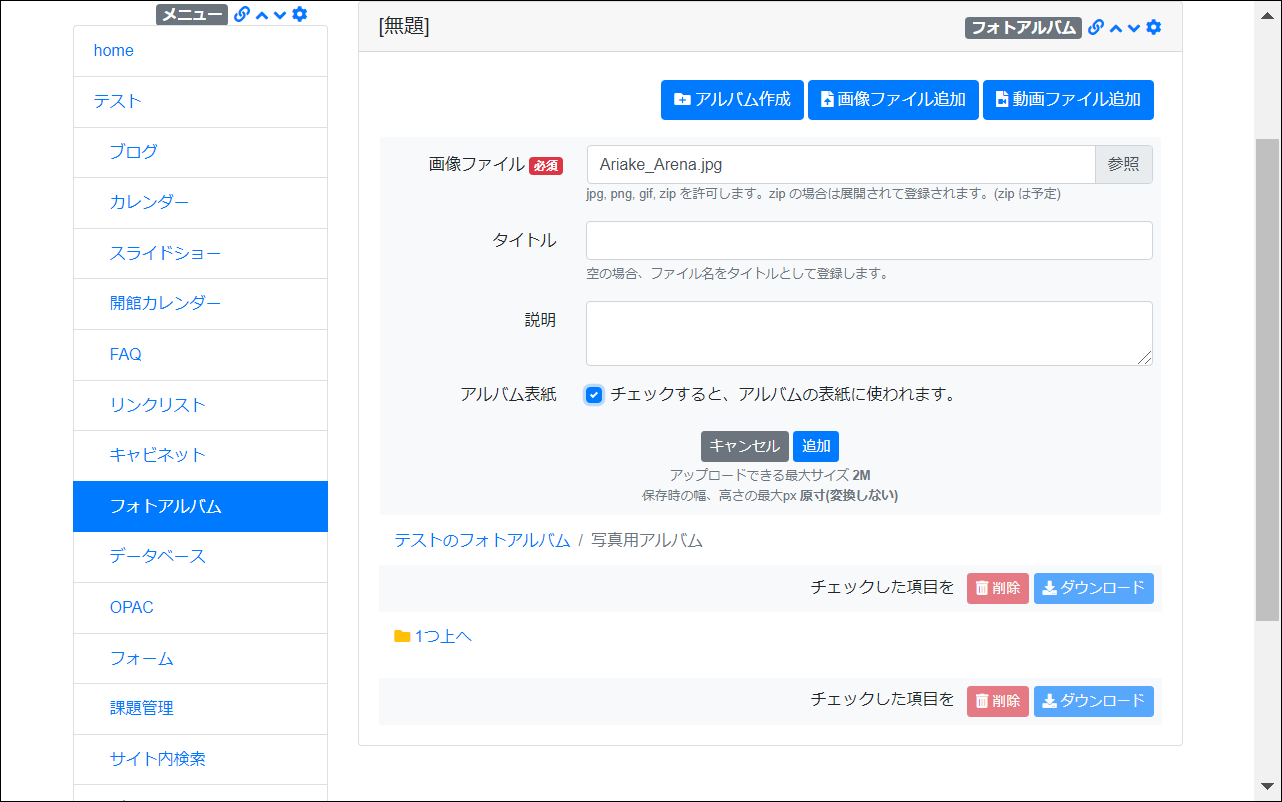 メニュー
home
テスト
ブログ
カレンダー
スライドショー
開館カレンダー
FAQ
リンクリスト
キャビネット
フォトアルバム
データベース
OPAC
フォーム
課題管理
サイト内検索
[無題]
フォトアルバム
アルバム作成 画像ファイル追加 動画ファイル追加
画像ファイル 必須 Ariake_Arena.jpg 参照
jpg, png, gif, zip を許可します。zip の場合は展開されて登録されます。(zip は予定)
タイトル
空の場合、ファイル名をタイトルとして登録します。
説明
アルバム表紙 チェックすると、アルバムの表紙に使われます。
キャンセル 追加
アップロードできる最大サイズ 2M
保存時の幅、高さの最大px 原寸(変換しない)
テストのフォトアルバム / 写真用アルバム
チェックした項目を 削除 ダウンロード
1つ上へ
チェックした項目を 削除 ダウンロード